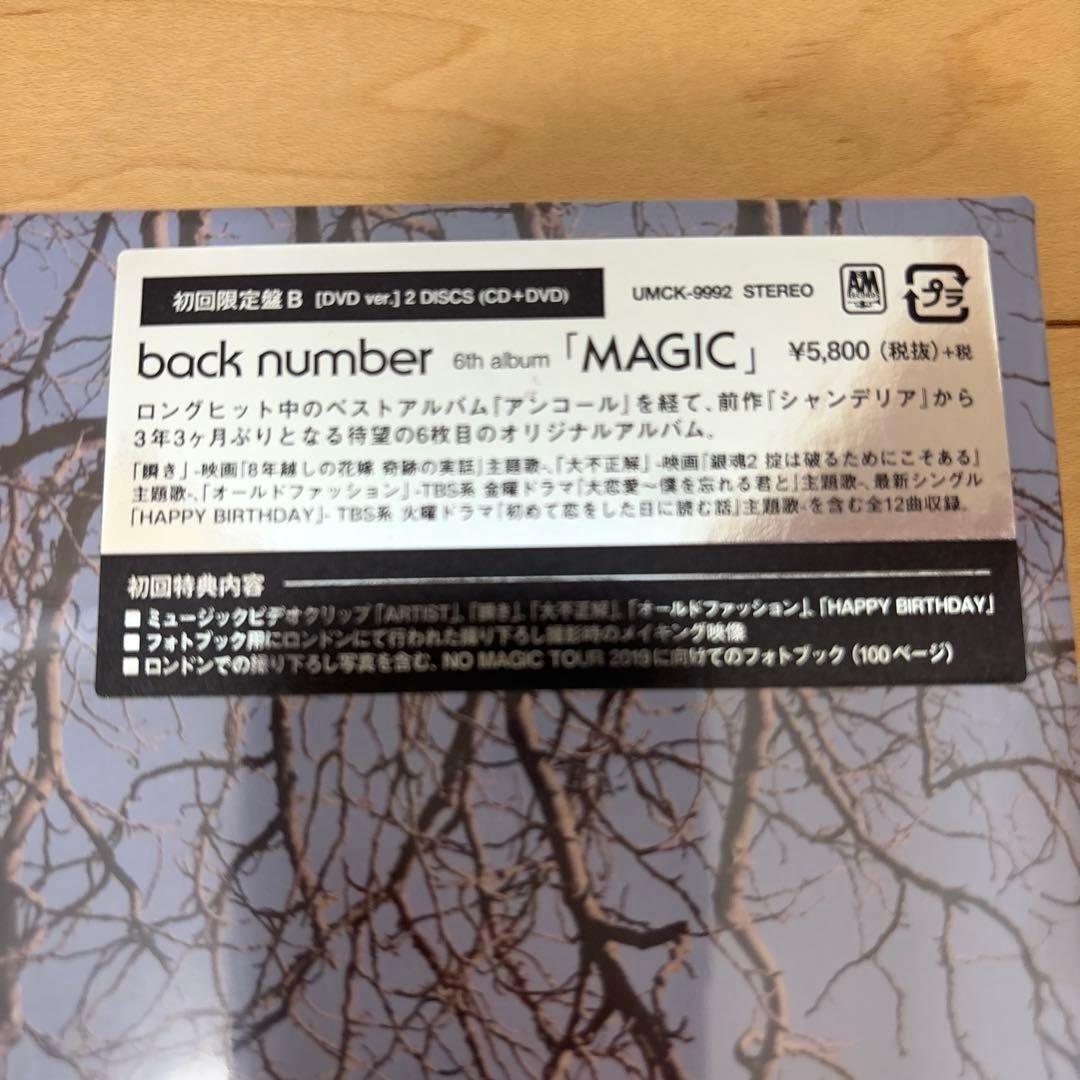 初回限定盤B [DVD ver.] 2 DISCS (CD+DVD)
UMCK-9992 STEREO
A&M
RECORDS
プラ
back number 6th album「MAGIC」 ¥5,800（税抜）+税
ロングヒット中のベストアルバム『アンコール』を経て、前作『シャンデリア』から
3年3ヶ月ぶりとなる待望の6枚目のオリジナルアルバム。
「瞬き」-映画『8年越しの花嫁 奇跡の実話』主題歌-、「大不正解」-映画『銀魂2 掟は破るためにこそある』
主題歌-、「オールドファッション」-TBS系 金曜ドラマ『大恋愛～僕を忘れる君と』主題歌-、最新シングル
「HAPPY BIRTHDAY」- TBS系 火曜ドラマ『初めて恋をした日に読む話』主題歌-を含む全12曲収録。
初回特典内容
■ ミュージックビデオクリップ「ARTIST」、「瞬き」、「大不正解」、「オールドファッション」、「HAPPY BIRTHDAY」
■ フォトブック用にロンドンにて行われた撮り下ろし撮影時のメイキング映像
■ ロンドンでの撮り下ろし写真を含む、NO MAGIC TOUR 2019に向けてのフォトブック（100ページ）